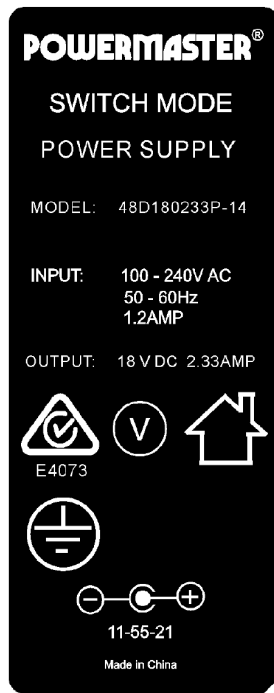 POWERMASTER®
SWITCH MODE
POWER SUPPLY
MODEL: 48D180233P-14
INPUT: 100 - 240V AC
50 - 60Hz
1.2AMP
OUTPUT: 18 V DC 2.33AMP
V
E4073
11-55-21
Made in China